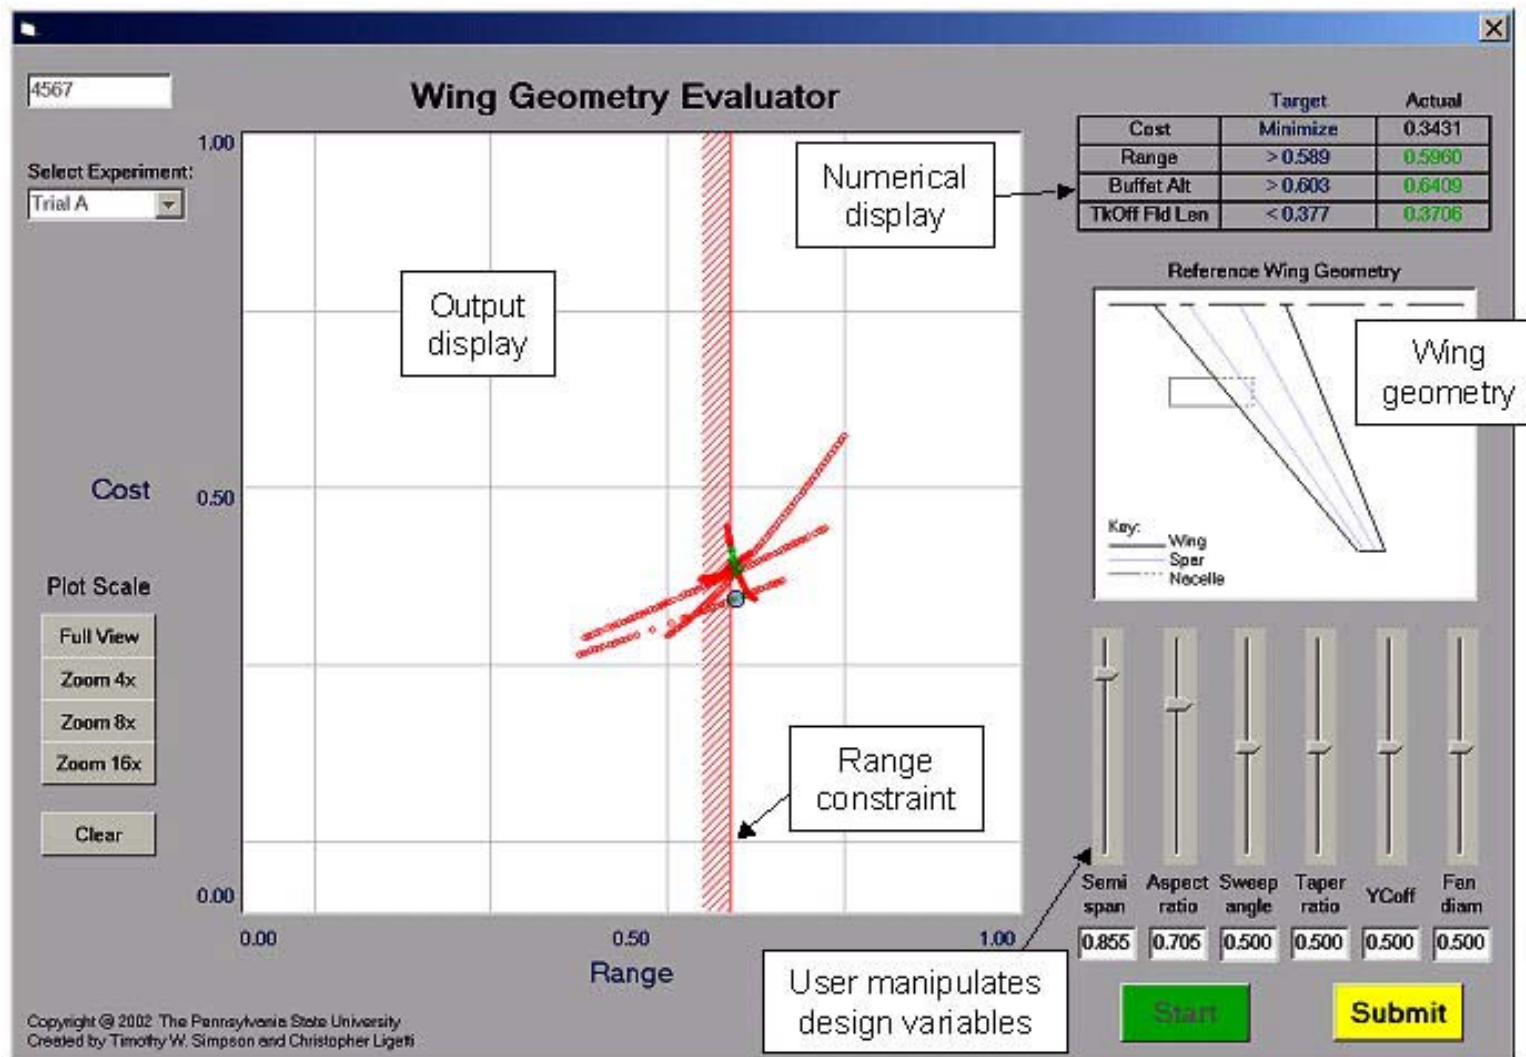 4567
Wing Geometry Evaluator
Select Experiment:
Trial A
Target Actual
Cost Minimize 0.3431
Range > 0.589 0.5960
Buffet Alt > 0.603 0.6409
TkOff Fld Len < 0.377 0.3706
Numerical
display
Output
display
Reference Wing Geometry
Wing
geometry
Key:
Wing
Spar
Nacelle
1.00
Cost
0.50
0.00
0.00
0.50
1.00
Range
Plot Scale
Full View
Zoom 4x
Zoom 8x
Zoom 16x
Clear
Range
constraint
Semi
span
Aspect
ratio
Sweep
angle
Taper
ratio
YCoff
Fan
diam
0.855 0.705 0.500 0.500 0.500 0.500
User manipulates
design variables
Start
Submit
Copyright @ 2002 The Pennsylvania State University
Created by Timothy W. Simpson and Christopher Ligetti